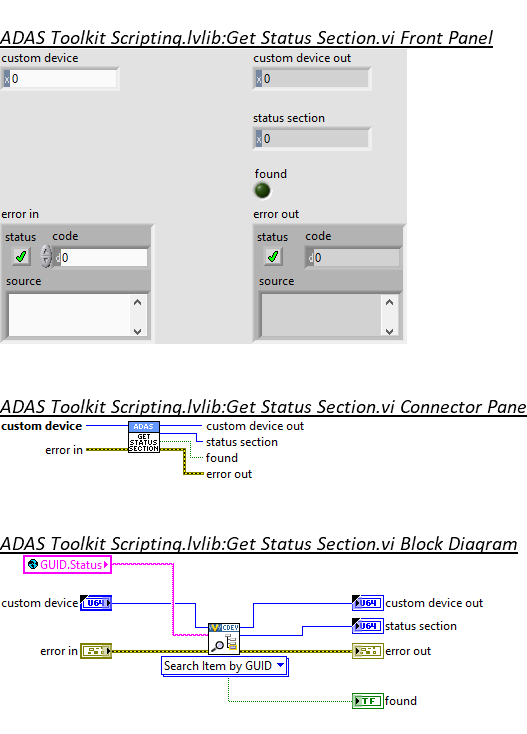 ADAS Toolkit Scripting.lvlib:Get Status Section.vi Front Panel
custom device
custom device out
x 0
x 0
status section
x 0
found
error in
error out
status code
status code
d 0
d 0
source
source
ADAS Toolkit Scripting.lvlib:Get Status Section.vi Connector Pane
custom device
ADAS
GET
STATUS
SECTION
custom device out
status section
error in
found
error out
ADAS Toolkit Scripting.lvlib:Get Status Section.vi Block Diagram
GUID.Status
custom device
U64
U64
custom device out
CDEV
U64
status section
error in
error out
Search Item by GUID
TF
found